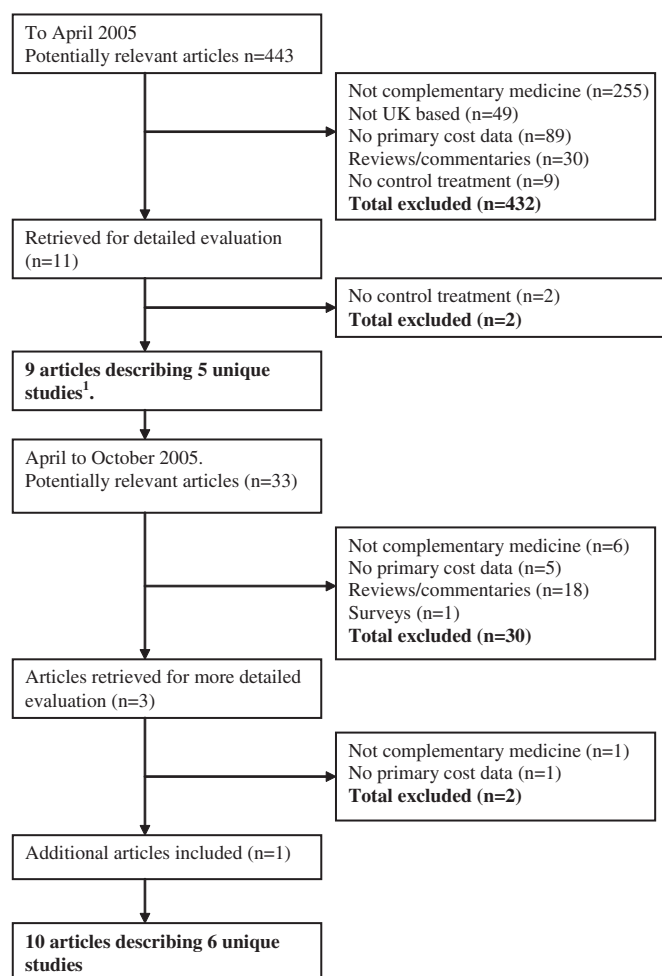 To April 2005
Potentially relevant articles n=443
Not complementary medicine (n=255)
Not UK based (n=49)
No primary cost data (n=89)
Reviews/commentaries (n=30)
No control treatment (n=9)
Total excluded (n=432)
Retrieved for detailed evaluation
(n=11)
No control treatment (n=2)
Total excluded (n=2)
9 articles describing 5 unique
studies¹.
April to October 2005.
Potentially relevant articles (n=33)
Not complementary medicine (n=6)
No primary cost data (n=5)
Reviews/commentaries (n=18)
Surveys (n=1)
Total excluded (n=30)
Articles retrieved for more detailed
evaluation (n=3)
Not complementary medicine (n=1)
No primary cost data (n=1)
Total excluded (n=2)
Additional articles included (n=1)
10 articles describing 6 unique
studies